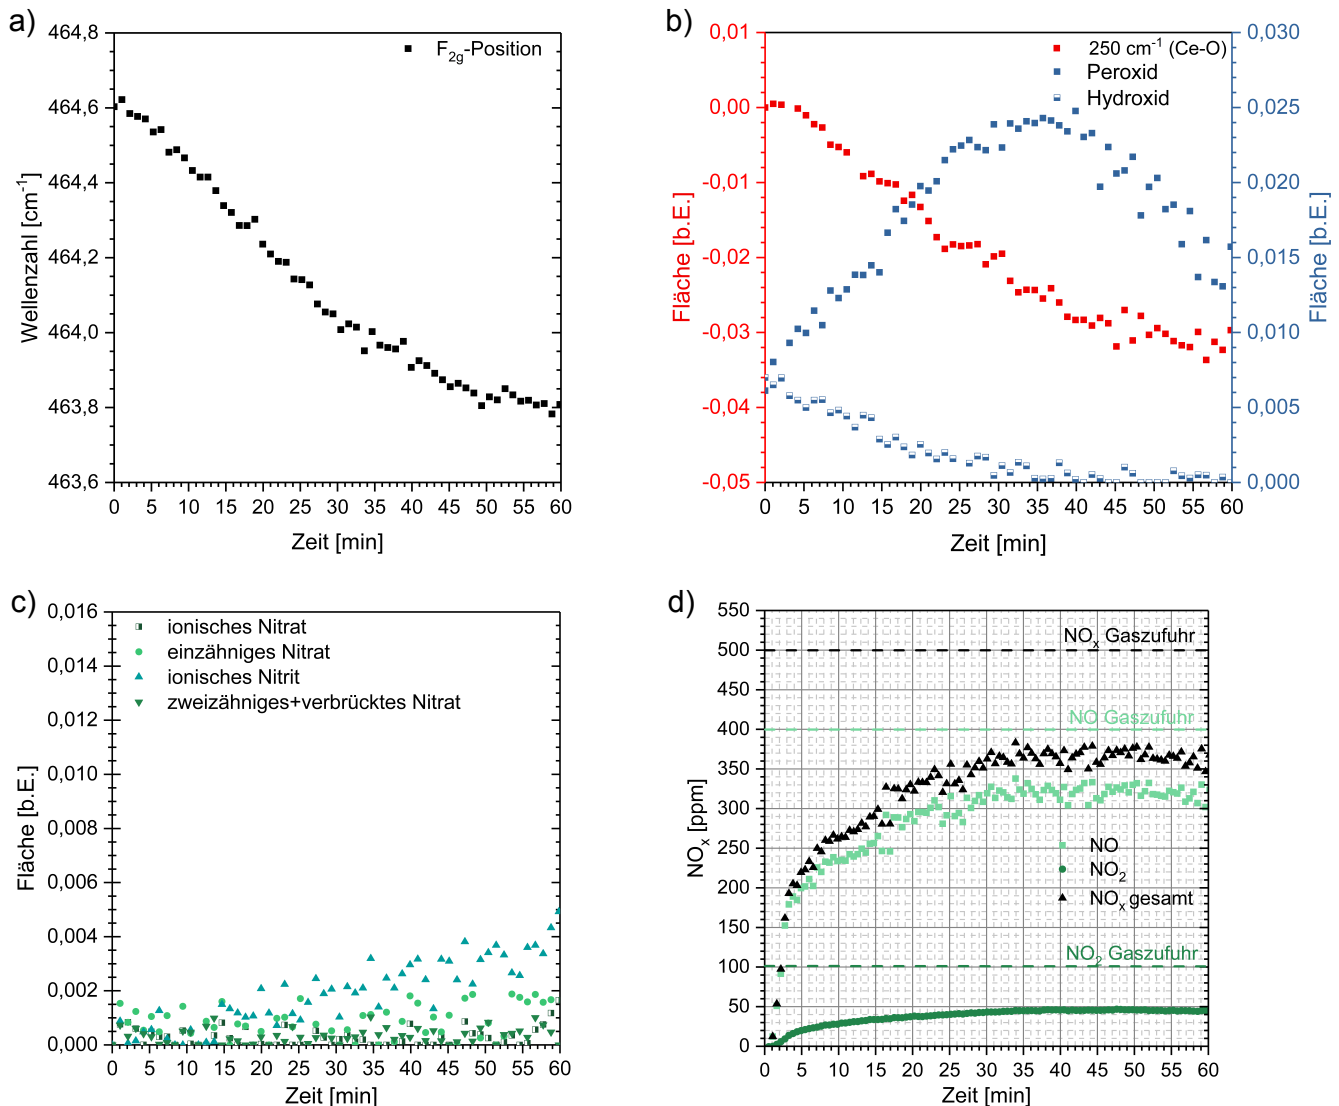 a)
464,8
464,6
464,4
464,2
464,0
463,8
463,6
Wellenzahl [cm⁻¹]
F₂g-Position
0 5 10 15 20 25 30 35 40 45 50 55 60
Zeit [min]
b)
0,01
0,00
-0,01
-0,02
-0,03
-0,04
-0,05
Fläche [b.E.]
250 cm⁻¹ (Ce-O)
Peroxid
Hydroxid
0,030
0,025
0,020
0,015
0,010
0,005
0,000
Fläche [b.E.]
0 5 10 15 20 25 30 35 40 45 50 55 60
Zeit [min]
c)
0,016
0,014
0,012
0,010
0,008
0,006
0,004
0,002
0,000
Fläche [b.E.]
ionisches Nitrat
einzähniges Nitrat
ionisches Nitrit
zweizähniges+verbrücktes Nitrat
0 5 10 15 20 25 30 35 40 45 50 55 60
Zeit [min]
d)
550
500
450
400
350
300
250
200
150
100
50
0
NOₓ [ppm]
NOₓ Gaszufuhr
NO Gaszufuhr
NO
NO₂
NOₓ gesamt
NO₂ Gaszufuhr
0 5 10 15 20 25 30 35 40 45 50 55 60
Zeit [min]